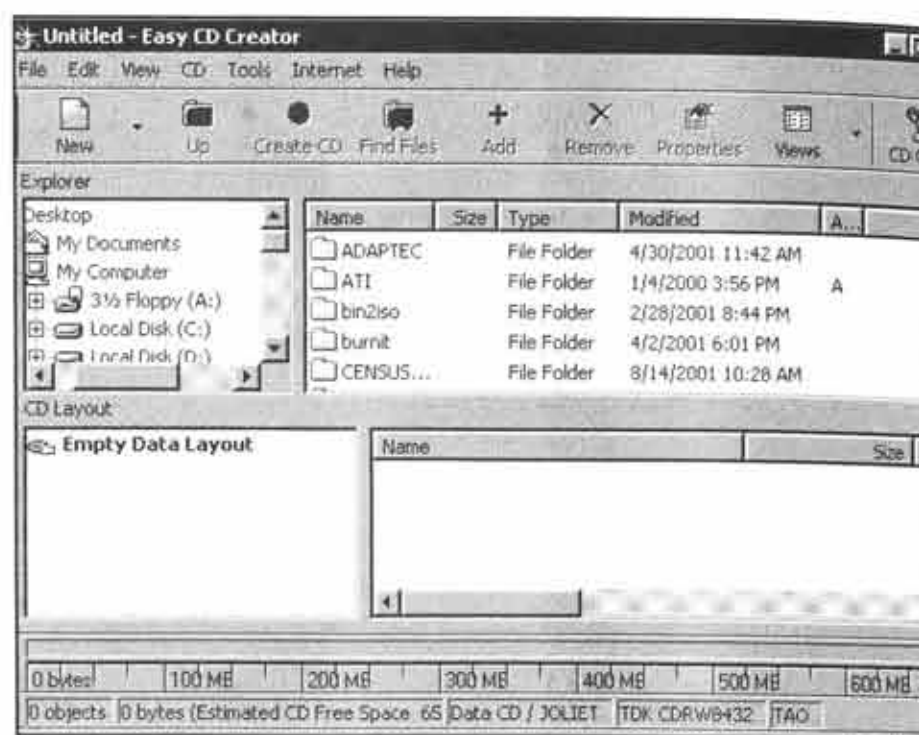 Untitled - Easy CD Creator
File Edit View CD Tools Internet Help
New Up Create CD Find Files Add Remove Properties Views CD
Explorer
Desktop
My Documents
My Computer
3½ Floppy (A:)
Local Disk (C:)
Local Disk (D:)
Name Size Type Modified A...
ADAPTEC File Folder 4/30/2001 11:42 AM
ATI File Folder 1/4/2000 3:56 PM A
bin2iso File Folder 2/28/2001 8:44 PM
burnit File Folder 4/2/2001 6:01 PM
CENSUS... File Folder 8/14/2001 10:28 AM
CD Layout
Empty Data Layout
Name Size
0 bytes 100 MB 200 MB 300 MB 400 MB 500 MB 600 MB
0 objects 0 bytes (Estimated CD Free Space 65 Data CD / JOLIET TDK CDRW8432 TAO